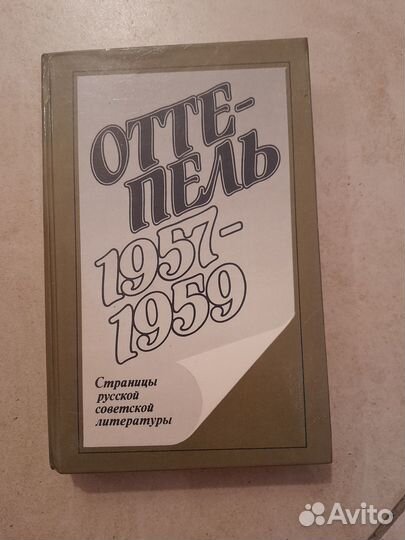 ОТТЕ-
ПЕЛЬ
1957-
1959
Страницы
русской
советской
литературы
Avito